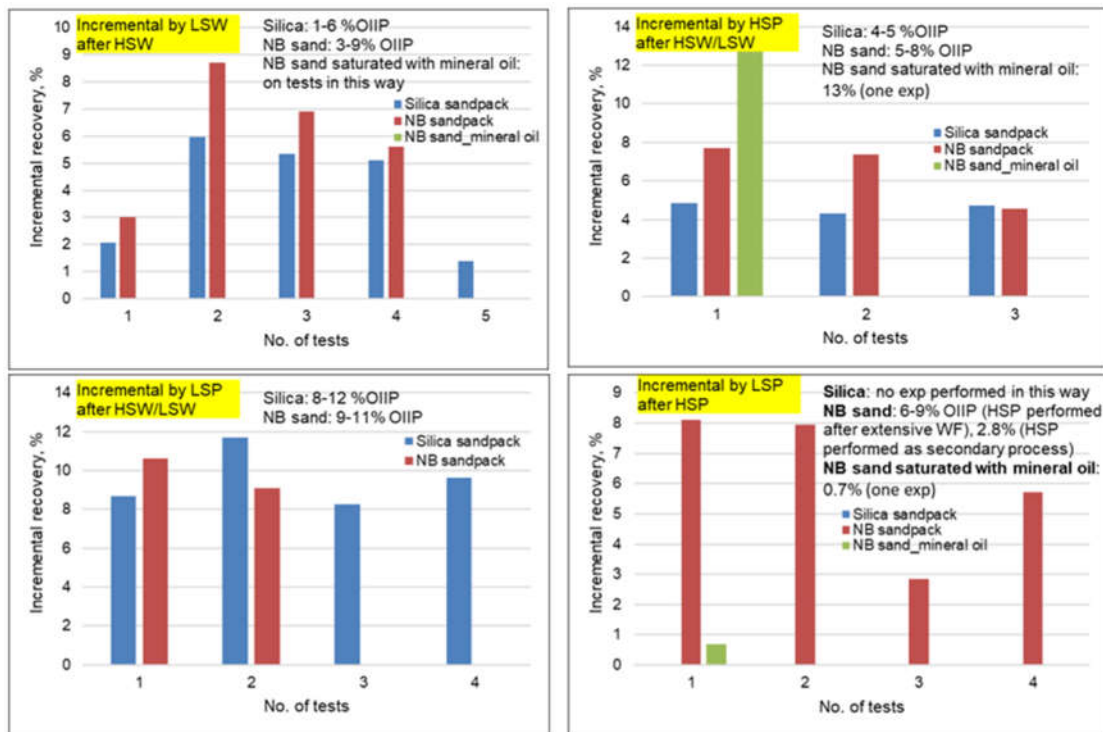 Incremental by LSW
after HSW
Silica: 1-6 %OIIP
NB sand: 3-9% OIIP
NB sand saturated with mineral oil:
on tests in this way
Silica sandpack
NB sandpack
NB sand_mineral oil
Incremental recovery, %
10
9
8
7
6
5
4
3
2
1
0
1 2 3 4 5
No. of tests
Incremental by HSP
after HSW/LSW
Silica: 4-5 %OIIP
NB sand: 5-8% OIIP
NB sand saturated with mineral oil:
13% (one exp)
Silica sandpack
NB sandpack
NB sand_mineral oil
Incremental recovery, %
14
12
10
8
6
4
2
0
1 2 3
No. of tests
Incremental by LSP
after HSW/LSW
Silica: 8-12 %OIIP
NB sand: 9-11% OIIP
Silica sandpack
NB sandpack
Incremental recovery, %
14
12
10
8
6
4
2
0
1 2 3 4
No. of tests
Incremental by LSP
after HSP
Silica: no exp performed in this way
NB sand: 6-9% OIIP (HSP performed
after extensive WF), 2.8% (HSP
performed as secondary process)
NB sand saturated with mineral oil:
0.7% (one exp)
Silica sandpack
NB sandpack
NB sand_mineral oil
Incremental recovery, %
9
8
7
6
5
4
3
2
1
0
1 2 3 4
No. of tests